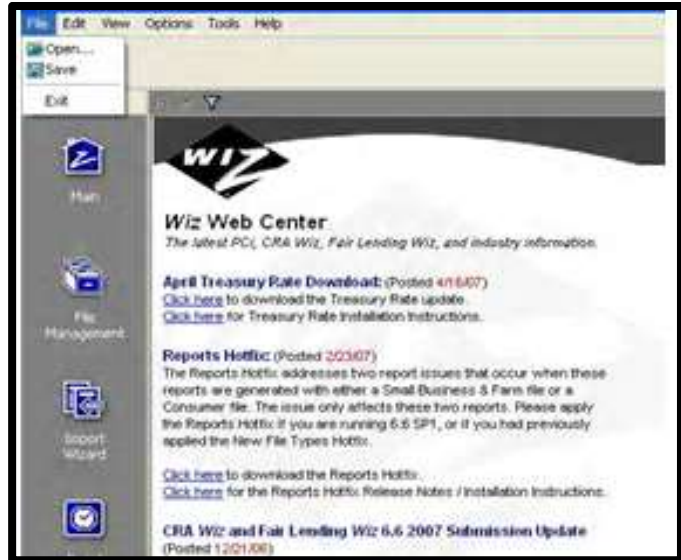 File Edit View Options Tools Help
Open...
Save
Exit
Main
File
Management
Import
Wizard
WIZ
Wiz Web Center
The latest PCi, CRA Wiz, Fair Lending Wiz, and industry information.
April Treasury Rate Download: (Posted 4/16/07)
Click here to download the Treasury Rate update.
Click here for Treasury Rate Installation Instructions.
Reports Hotfix: (Posted 2/23/07)
The Reports Hotfix addresses two report issues that occur when these
reports are generated with either a Small Business & Farm file or a
Consumer file. The issue only affects these two reports. Please apply
the Reports Hotfix if you are running 6.6 SP1, or if you had previously
applied the New File Types Hotfix.
Click here to download the Reports Hotfix.
Click here for the Reports Hotfix Release Notes / Installation Instructions.
CRA Wiz and Fair Lending Wiz 6.6 2007 Submission Update
(Posted 12/21/06)